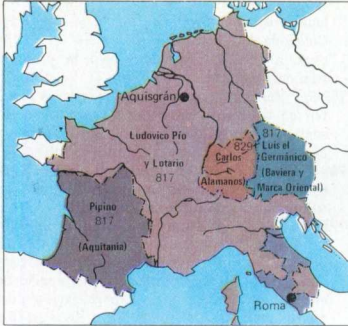 Aquisgrán
Ludovico Pío
y Lotario
817
829
Carlos
(Alamanos)
817
Luis el
Germánico
(Baviera y
Marca Oriental)
Pipino
817
(Aquitania)
Roma